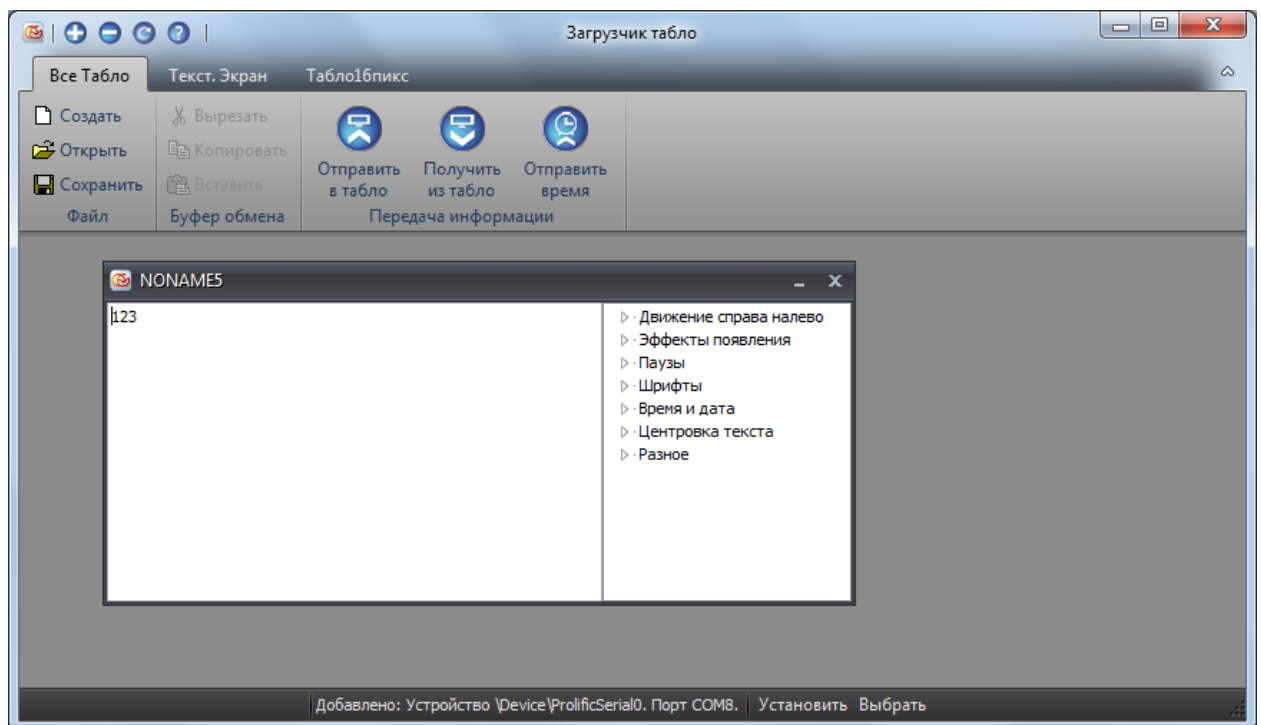 Загрузчик табло
Все Табло Текст. Экран Табло16пикс
Создать
Открыть
Сохранить
Файл
Вырезать
Копировать
Вставить
Буфер обмена
Отправить
в табло
Получить
из табло
Отправить
время
Передача информации
NONAME5
123
Движение справа налево
Эффекты появления
Паузы
Шрифты
Время и дата
Центровка текста
Разное
Добавлено: Устройство \Device\ProlificSerial0. Порт COM8. Установить Выбрать